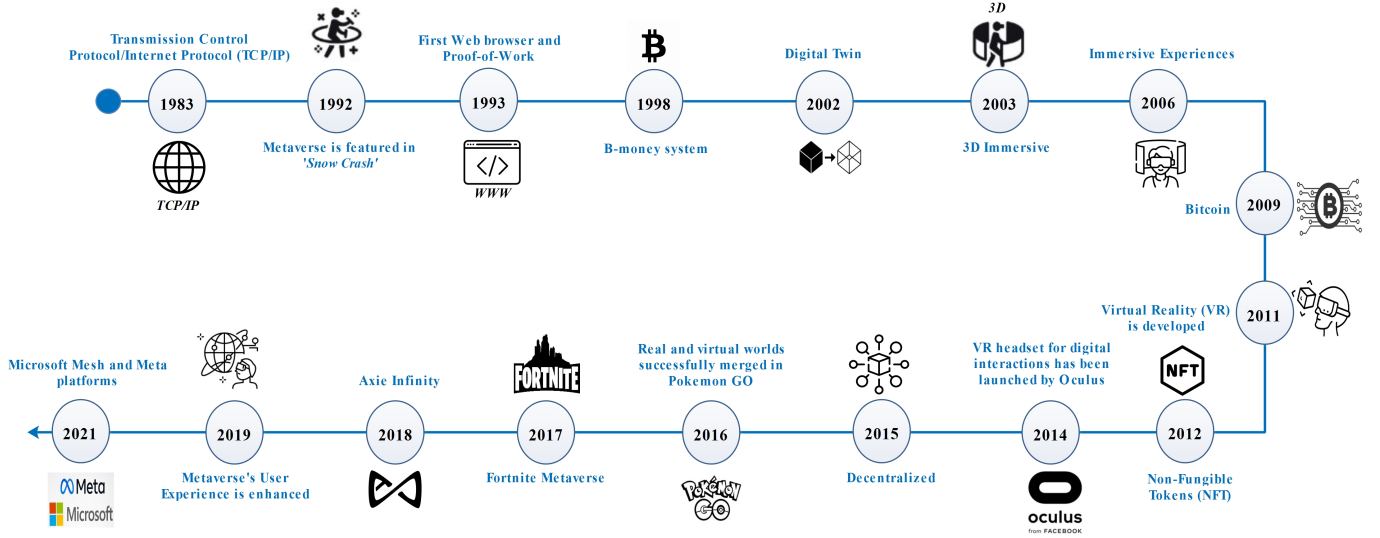 Transmission Control
Protocol/Internet Protocol (TCP/IP)
1983
TCP/IP
1992
Metaverse is featured in
'Snow Crash'
First Web browser and
Proof-of-Work
1993
</>
WWW
1998
B-money system
Digital Twin
2002
3D
2003
3D Immersive
Immersive Experiences
2006
Bitcoin
2009
Virtual Reality (VR)
is developed
2011
NFT
2012
Non-Fungible
Tokens (NFT)
VR headset for digital
interactions has been
launched by Oculus
2014
oculus
from FACEBOOK
2015
Decentralized
Real and virtual worlds
successfully merged in
Pokemon GO
2016
POKéMON
GO
FORTNITE
2017
Fortnite Metaverse
Axie Infinity
2018
2019
Metaverse's User
Experience is enhanced
Microsoft Mesh and Meta
platforms
2021
Meta
Microsoft